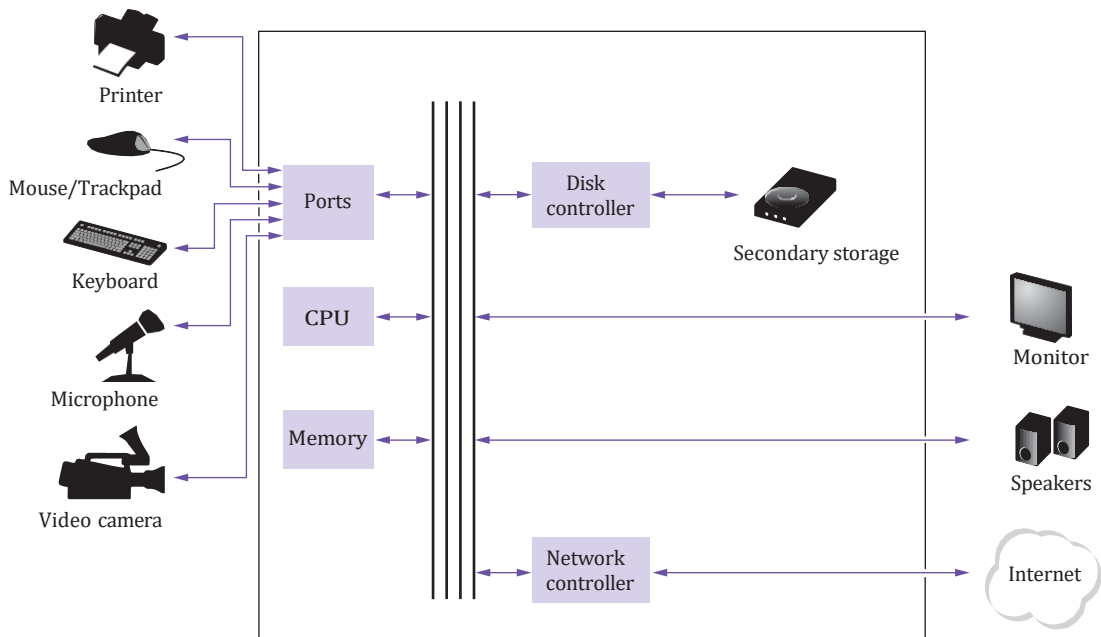 Printer
Mouse/Trackpad
Keyboard
Microphone
Video camera
Ports
CPU
Memory
Disk
controller
Secondary storage
Network
controller
Monitor
Speakers
Internet